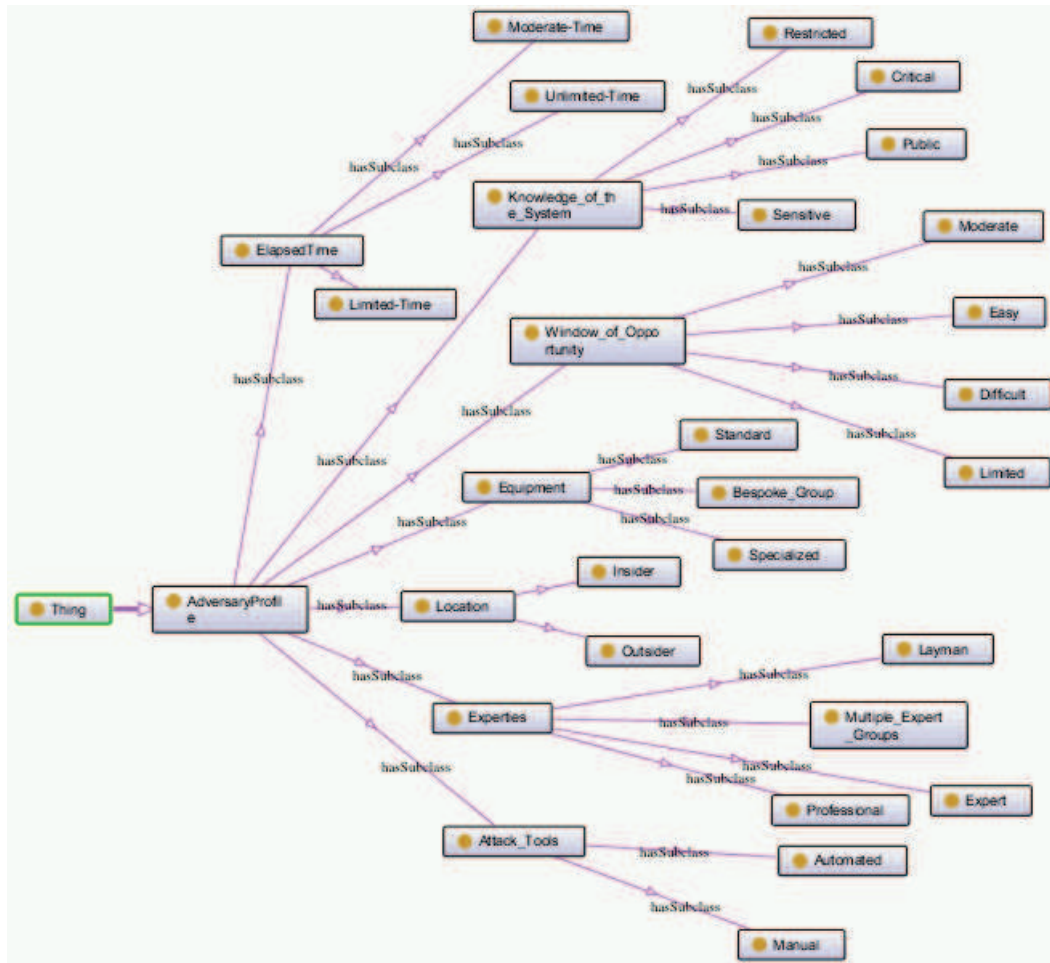 Moderate-Time
Restricted
Critical
hasSubclass
Unlimited-Time
hasSubclass
Public
hasSubclass
hasSubclass
hasSubclass
Knowledge_of_th
e_System
hasSubclass
Sensitive
Moderate
ElapsedTime
hasSubclass
Limited-Time
Easy
Window_of_Oppo
rtunity
hasSubclass
hasSubclass
hasSubclass
Difficult
hasSubclass
hasSubclass
Standard
hasSubclass
hasSubclass
Limited
Equipment
hasSubclass
Bespoke_Group
hasSubclass
hasSubclass
Specialized
Insider
Thing
AdversaryProfil
e
hasSubclass
Location
Outsider
Layman
hasSubclass
hasSubclass
Experties
hasSubclass
Multiple_Expert
_Groups
hasSubclass
hasSubclass
hasSubclass
Expert
Professional
Attack_Tools
hasSubclass
Automated
hasSubclass
Manual